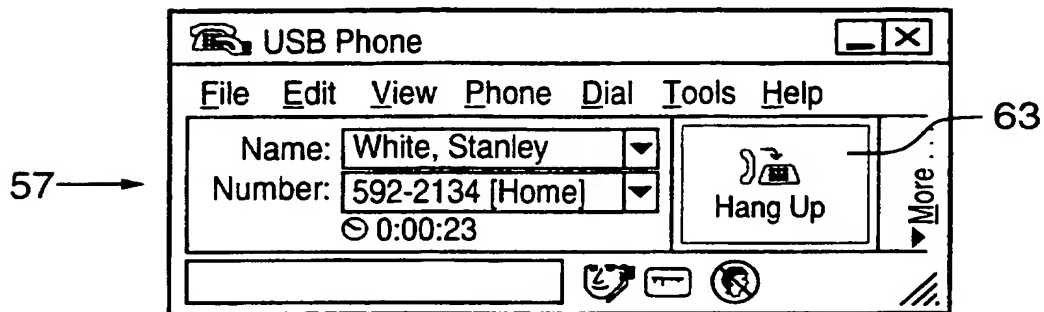 USB Phone
File Edit View Phone Dial Tools Help
Name: White, Stanley
Number: 592-2134 [Home]
0:00:23
Hang Up
More...
57
63